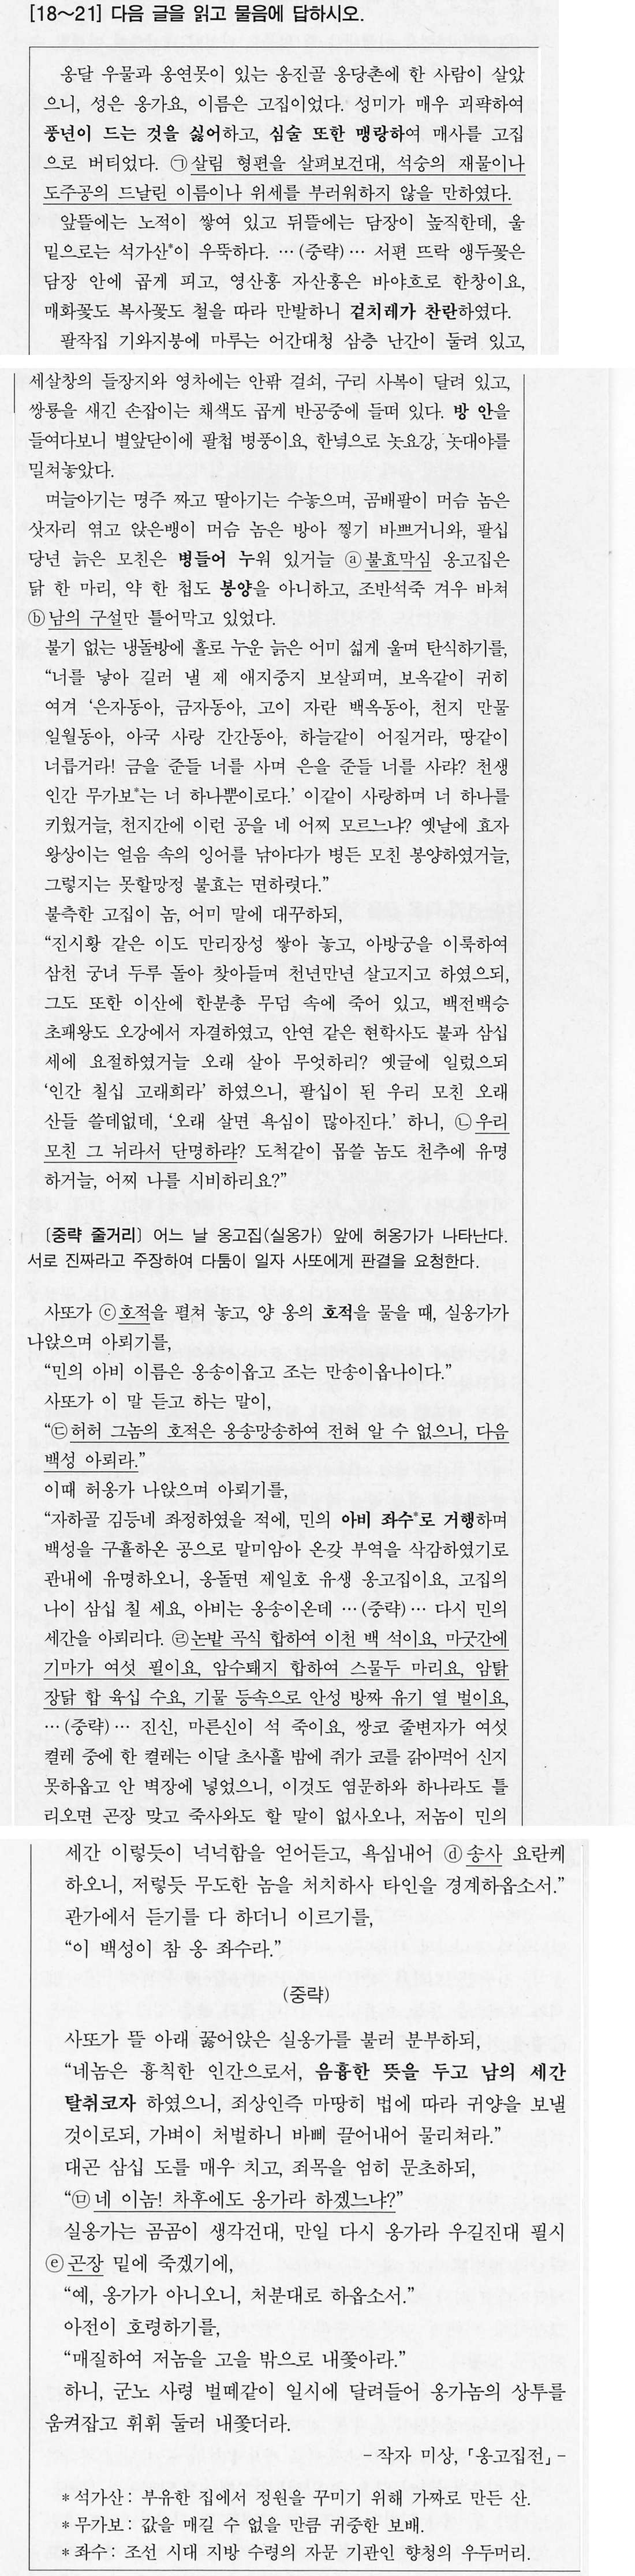 [18~21] 다음 글을 읽고 물음에 답하시오.
옹달 우물과 옹연못이 있는 옹진골 옹당촌에 한 사람이 살았
으니, 성은 옹가요, 이름은 고집이었다. 성미가 매우 괴퍅하여
풍년이 드는 것을 싫어하고, 심술 또한 맹랑하여 매사를 고집
으로 버티었다. ㉠살림 형편을 살펴보건대, 석숭의 재물이나
도주공의 드날린 이름이나 위세를 부러워하지 않을 만하였다.
앞뜰에는 노적이 쌓여 있고 뒤뜰에는 담장이 높직한데, 울
밑으로는 석가산*이 우뚝하다. …(중략)… 서편 뜨락 앵두꽃은
담장 안에 곱게 피고, 영산홍 자산홍은 바야흐로 한창이요,
매화꽃도 복사꽃도 철을 따라 만발하니 겉치레가 찬란하였다.
팔작집 기와지붕에 마루는 어간대청 삼층 난간이 둘려 있고,
세살창의 들장지와 영차에는 안팎 걸쇠, 구리 사복이 달려 있고,
쌍룡을 새긴 손잡이는 채색도 곱게 반공중에 들떠 있다. 방 안을
들여다보니 별앞닫이에 팔첩 병풍이요, 한녘으로 놋요강, 놋대야를
밀쳐놓았다.
며늘아기는 명주 짜고 딸아기는 수놓으며, 곰배팔이 머슴 놈은
삿자리 엮고 앉은뱅이 머슴 놈은 방아 찧기 바쁘거니와, 팔십
당년 늙은 모친은 병들어 누워 있거늘 ⓐ불효막심 옹고집은
닭 한 마리, 약 한 첩도 봉양을 아니하고, 조반석죽 겨우 바쳐
ⓑ남의 구설만 틀어막고 있었다.
불기 없는 냉돌방에 홀로 누운 늙은 어미 섧게 울며 탄식하기를,
“너를 낳아 길러 낼 제 애지중지 보살피며, 보옥같이 귀히
여겨 ‘은자동아, 금자동아, 고이 자란 백옥동아, 천지 만물
일월동아, 아국 사랑 간간동아, 하늘같이 어질거라, 땅같이
너릅거라! 금을 준들 너를 사며 은을 준들 너를 사랴? 천생
인간 무가보*는 너 하나뿐이로다.’ 이같이 사랑하며 너 하나를
키웠거늘, 천지간에 이런 공을 네 어찌 모르느냐? 옛날에 효자
왕상이는 얼음 속의 잉어를 낚아다가 병든 모친 봉양하였거늘,
그렇지는 못할망정 불효는 면하렷다.”
불측한 고집이 놈, 어미 말에 대꾸하되,
“진시황 같은 이도 만리장성 쌓아 놓고, 아방궁을 이룩하여
삼천 궁녀 두루 돌아 찾아들며 천년만년 살고지고 하였으되,
그도 또한 이산에 한분총 무덤 속에 죽어 있고, 백전백승
초패왕도 오강에서 자결하였고, 안연 같은 현학사도 불과 삼십
세에 요절하였거늘 오래 살아 무엇하리? 옛글에 일렀으되
‘인간 칠십 고래희라’ 하였으니, 팔십이 된 우리 모친 오래
산들 쓸데없데, ‘오래 살면 욕심이 많아진다.’ 하니, ㉡우리
모친 그 뉘라서 단명하랴? 도척같이 몹쓸 놈도 천추에 유명
하거늘, 어찌 나를 시비하리요?”
〔중략 줄거리〕 어느 날 옹고집(실옹가) 앞에 허옹가가 나타난다.
서로 진짜라고 주장하여 다툼이 일자 사또에게 판결을 요청한다.
사또가 ⓒ호적을 펼쳐 놓고, 양 옹의 호적을 물을 때, 실옹가가
나앉으며 아뢰기를,
“민의 아비 이름은 옹송이옵고 조는 만송이옵나이다.”
사또가 이 말 듣고 하는 말이,
“㉢허허 그놈의 호적은 옹송망송하여 전혀 알 수 없으니, 다음
백성 아뢰라.”
이때 허옹가 나앉으며 아뢰기를,
“자하골 김등네 좌정하였을 적에, 민의 아비 좌수*로 거행하며
백성을 구휼하온 공으로 말미암아 온갖 부역을 삭감하였기로
관내에 유명하오니, 옹돌면 제일호 유생 옹고집이요, 고집의
나이 삼십 칠 세요, 아비는 옹송이온데 …(중략)… 다시 민의
세간을 아뢰리다. ㉣논밭 곡식 합하여 이천 백 석이요, 마굿간에
기마가 여섯 필이요, 암수퇘지 합하여 스물두 마리요, 암탉
장닭 합 육십 수요, 기물 등속으로 안성 방짜 유기 열 벌이요,
…(중략)… 진신, 마른신이 석 죽이요, 쌍코 줄변자가 여섯
켤레 중에 한 켤레는 이달 초사흘 밤에 쥐가 코를 갉아먹어 신지
못하옵고 안 벽장에 넣었으니, 이것도 염문하와 하나라도 틀
리오면 곤장 맞고 죽사와도 할 말이 없사오나, 저놈이 민의
세간 이렇듯이 넉넉함을 얻어듣고, 욕심내어 ⓓ송사 요란케
하오니, 저렇듯 무도한 놈을 처치하사 타인을 경계하옵소서.”
관가에서 듣기를 다 하더니 이르기를,
“이 백성이 참 옹 좌수라.”
(중략)
사또가 뜰 아래 꿇어앉은 실옹가를 불러 분부하되,
“네놈은 흉칙한 인간으로서, 음흉한 뜻을 두고 남의 세간
탈취코자 하였으니, 죄상인즉 마땅히 법에 따라 귀양을 보낼
것이로되, 가벼이 처벌하니 바삐 끌어내어 물리쳐라.”
대곤 삼십 도를 매우 치고, 죄목을 엄히 문초하되,
“㉤네 이놈! 차후에도 옹가라 하겠느냐?”
실옹가는 곰곰이 생각건대, 만일 다시 옹가라 우길진대 필시
ⓔ곤장 밑에 죽겠기에,
“예, 옹가가 아니오니, 처분대로 하옵소서.”
아전이 호령하기를,
“매질하여 저놈을 고을 밖으로 내쫓아라.”
하니, 군노 사령 벌떼같이 일시에 달려들어 옹가놈의 상투를
움켜잡고 휘휘 둘러 내쫓더라.
- 작자 미상, 「옹고집전」 -
* 석가산: 부유한 집에서 정원을 꾸미기 위해 가짜로 만든 산.
* 무가보: 값을 매길 수 없을 만큼 귀중한 보배.
* 좌수: 조선 시대 지방 수령의 자문 기관인 향청의 우두머리.